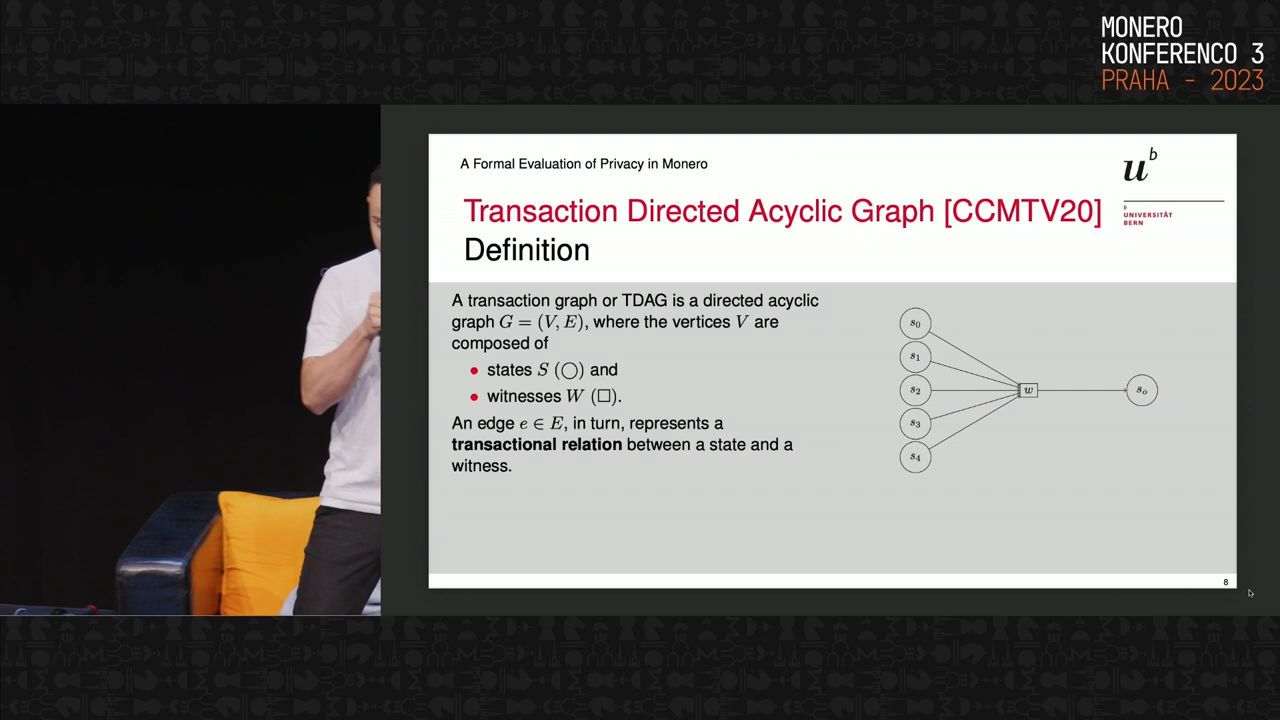 MONERO
KONFERENCO 3
PRAHA - 2023
A Formal Evaluation of Privacy in Monero
u^b
b
UNIVERSITÄT
BERN
Transaction Directed Acyclic Graph [CCMTV20]
Definition
A transaction graph or TDAG is a directed acyclic
graph G = (V, E), where the vertices V are
composed of
• states S (○) and
• witnesses W (□).
An edge e ∈ E, in turn, represents a
transactional relation between a state and a
witness.
s₀
s₁
s₂
s₃
s₄
w
sₒ
8